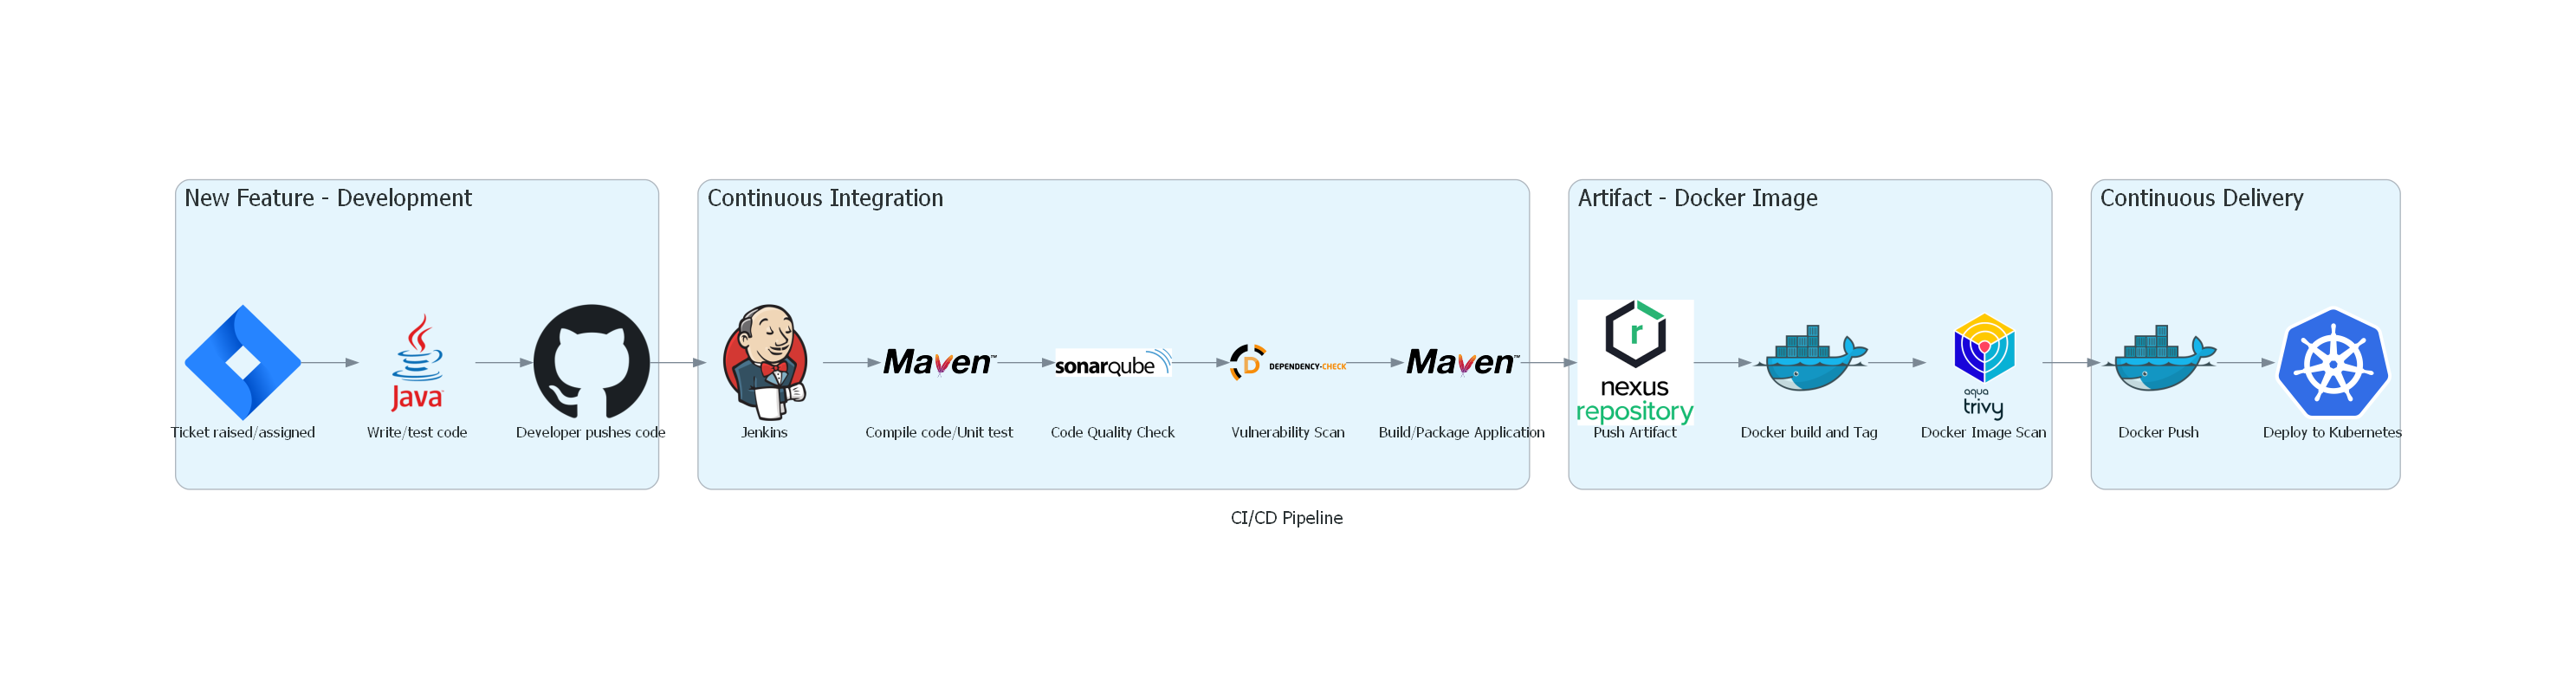 New Feature - Development
Continuous Integration
Artifact - Docker Image
Continuous Delivery
Java
Maven™
sonarqube
D DEPENDENCY-CHECK
Maven™
r
nexus
repository
aqua
trivy
Ticket raised/assigned
Write/test code
Developer pushes code
Jenkins
Compile code/Unit test
Code Quality Check
Vulnerability Scan
Build/Package Application
Push Artifact
Docker build and Tag
Docker Image Scan
Docker Push
Deploy to Kubernetes
CI/CD Pipeline